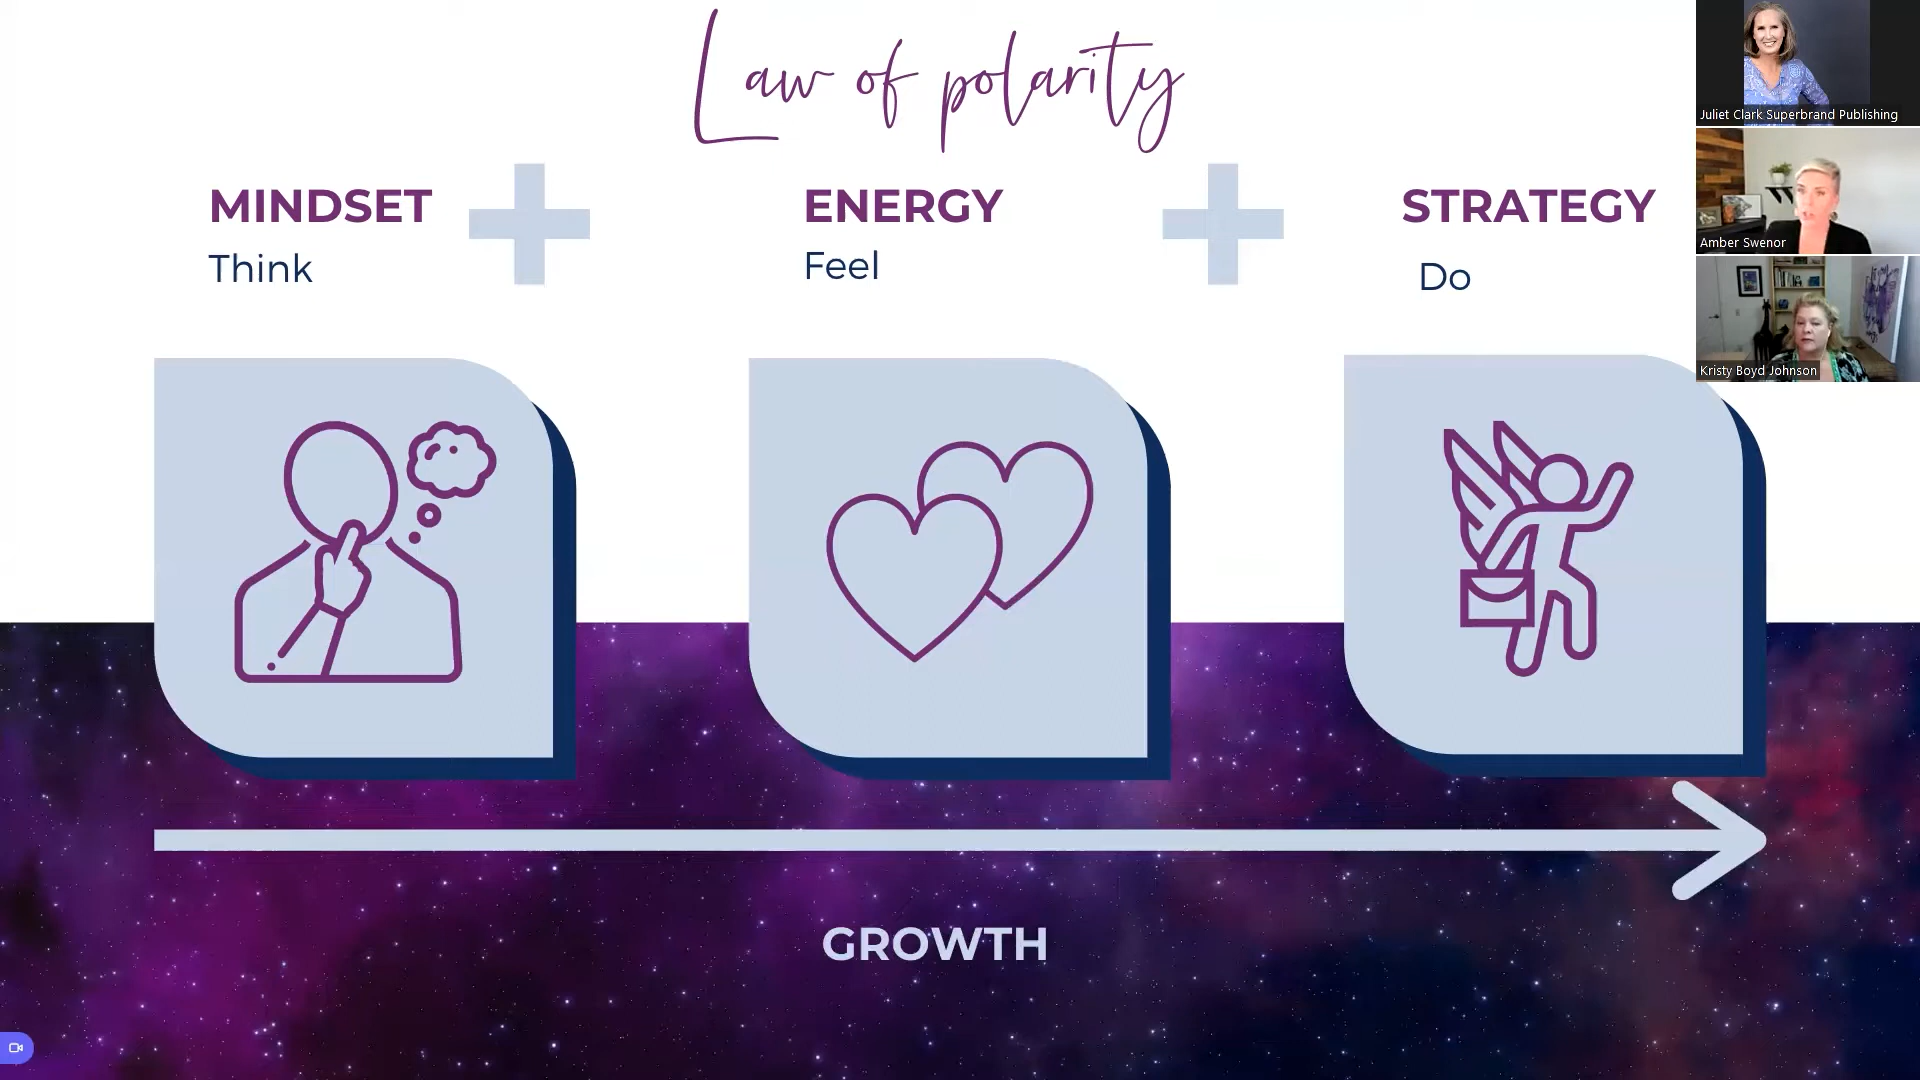 Law of polarity
MINDSET
Think
ENERGY
Feel
STRATEGY
Do
GROWTH
Juliet Clark Superbrand Publishing
Amber Swenor
Kristy Boyd Johnson